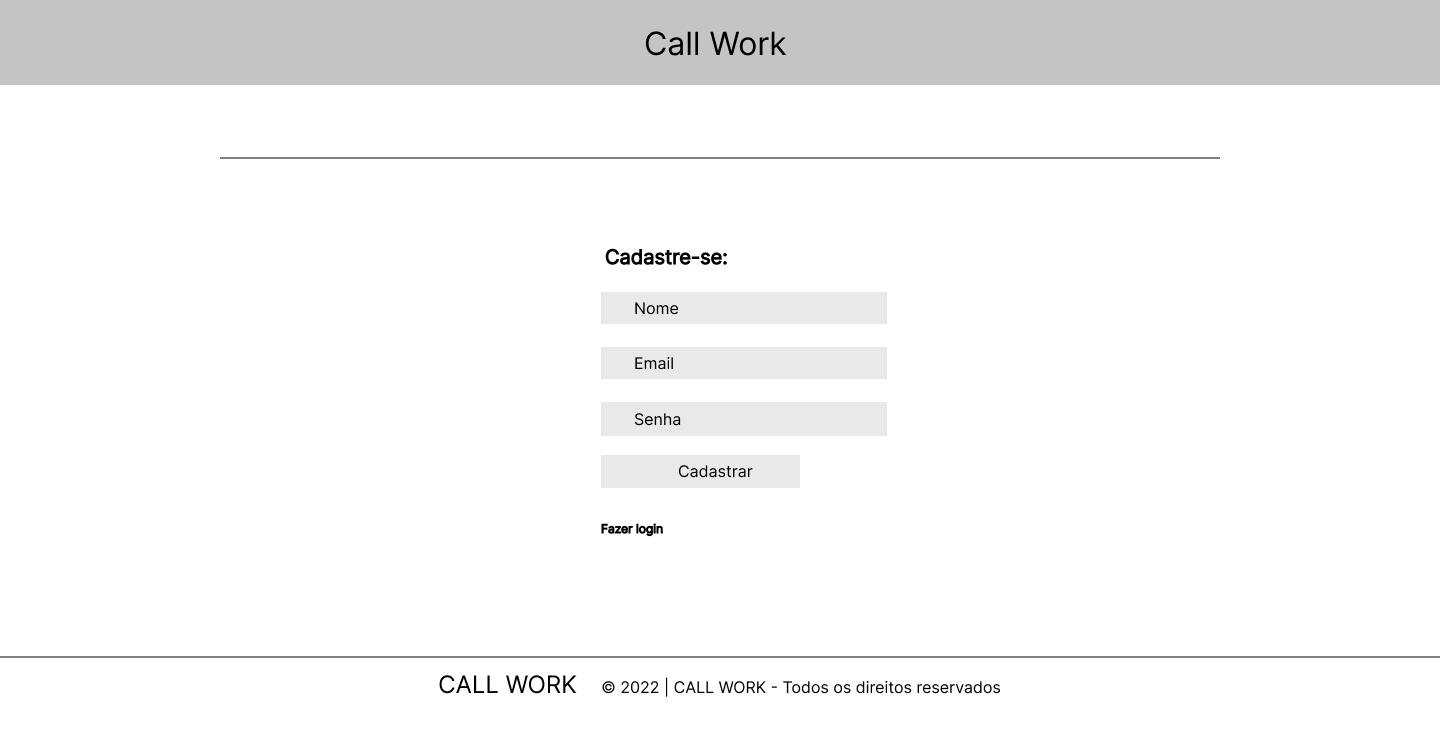 Call Work
Cadastre-se:
Nome
Email
Senha
Cadastrar
Fazer login
CALL WORK © 2022 | CALL WORK - Todos os direitos reservados